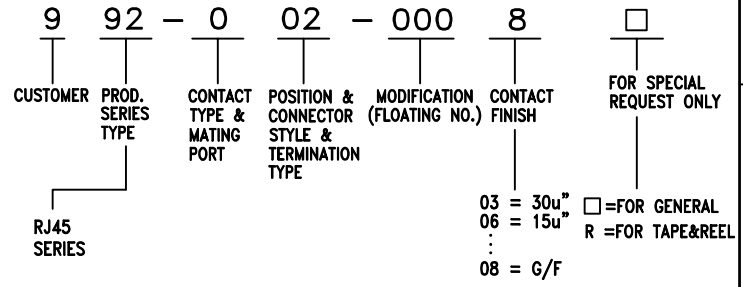 9 92 - 0 02 - 000 8 □
CUSTOMER
PROD.
SERIES
TYPE
CONTACT
TYPE &
MATING
PORT
POSITION &
CONNECTOR
STYLE &
TERMINATION
TYPE
MODIFICATION
(FLOATING NO.)
CONTACT
FINISH
FOR SPECIAL
REQUEST ONLY
RJ45
SERIES
03 = 30u"
06 = 15u"
⋮
08 = G/F
□=FOR GENERAL
R =FOR TAPE&REEL